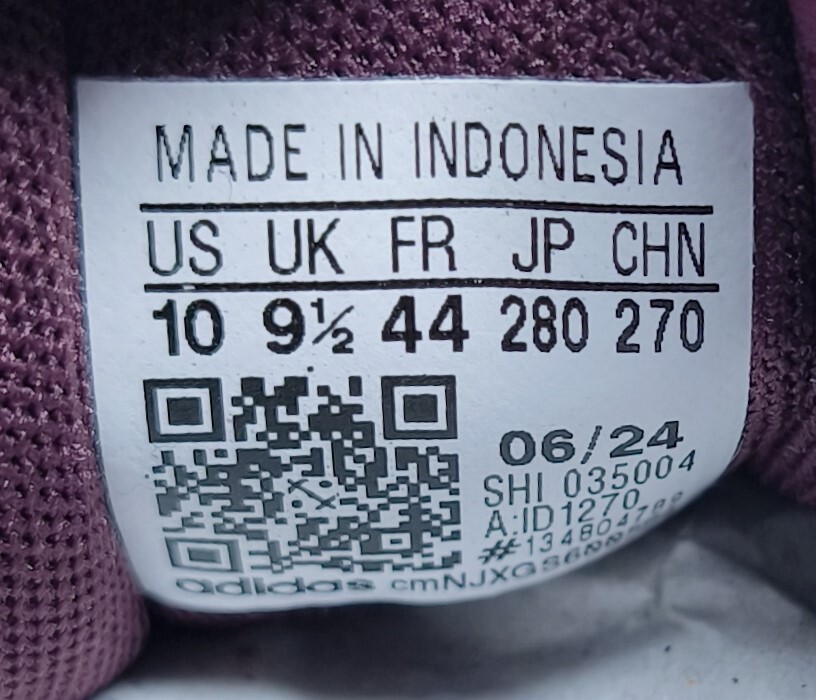 MADE IN INDONESIA
US UK FR JP CHN
10 9½ 44 280 270
06/24
SHI 035004
A:ID1270
adidas